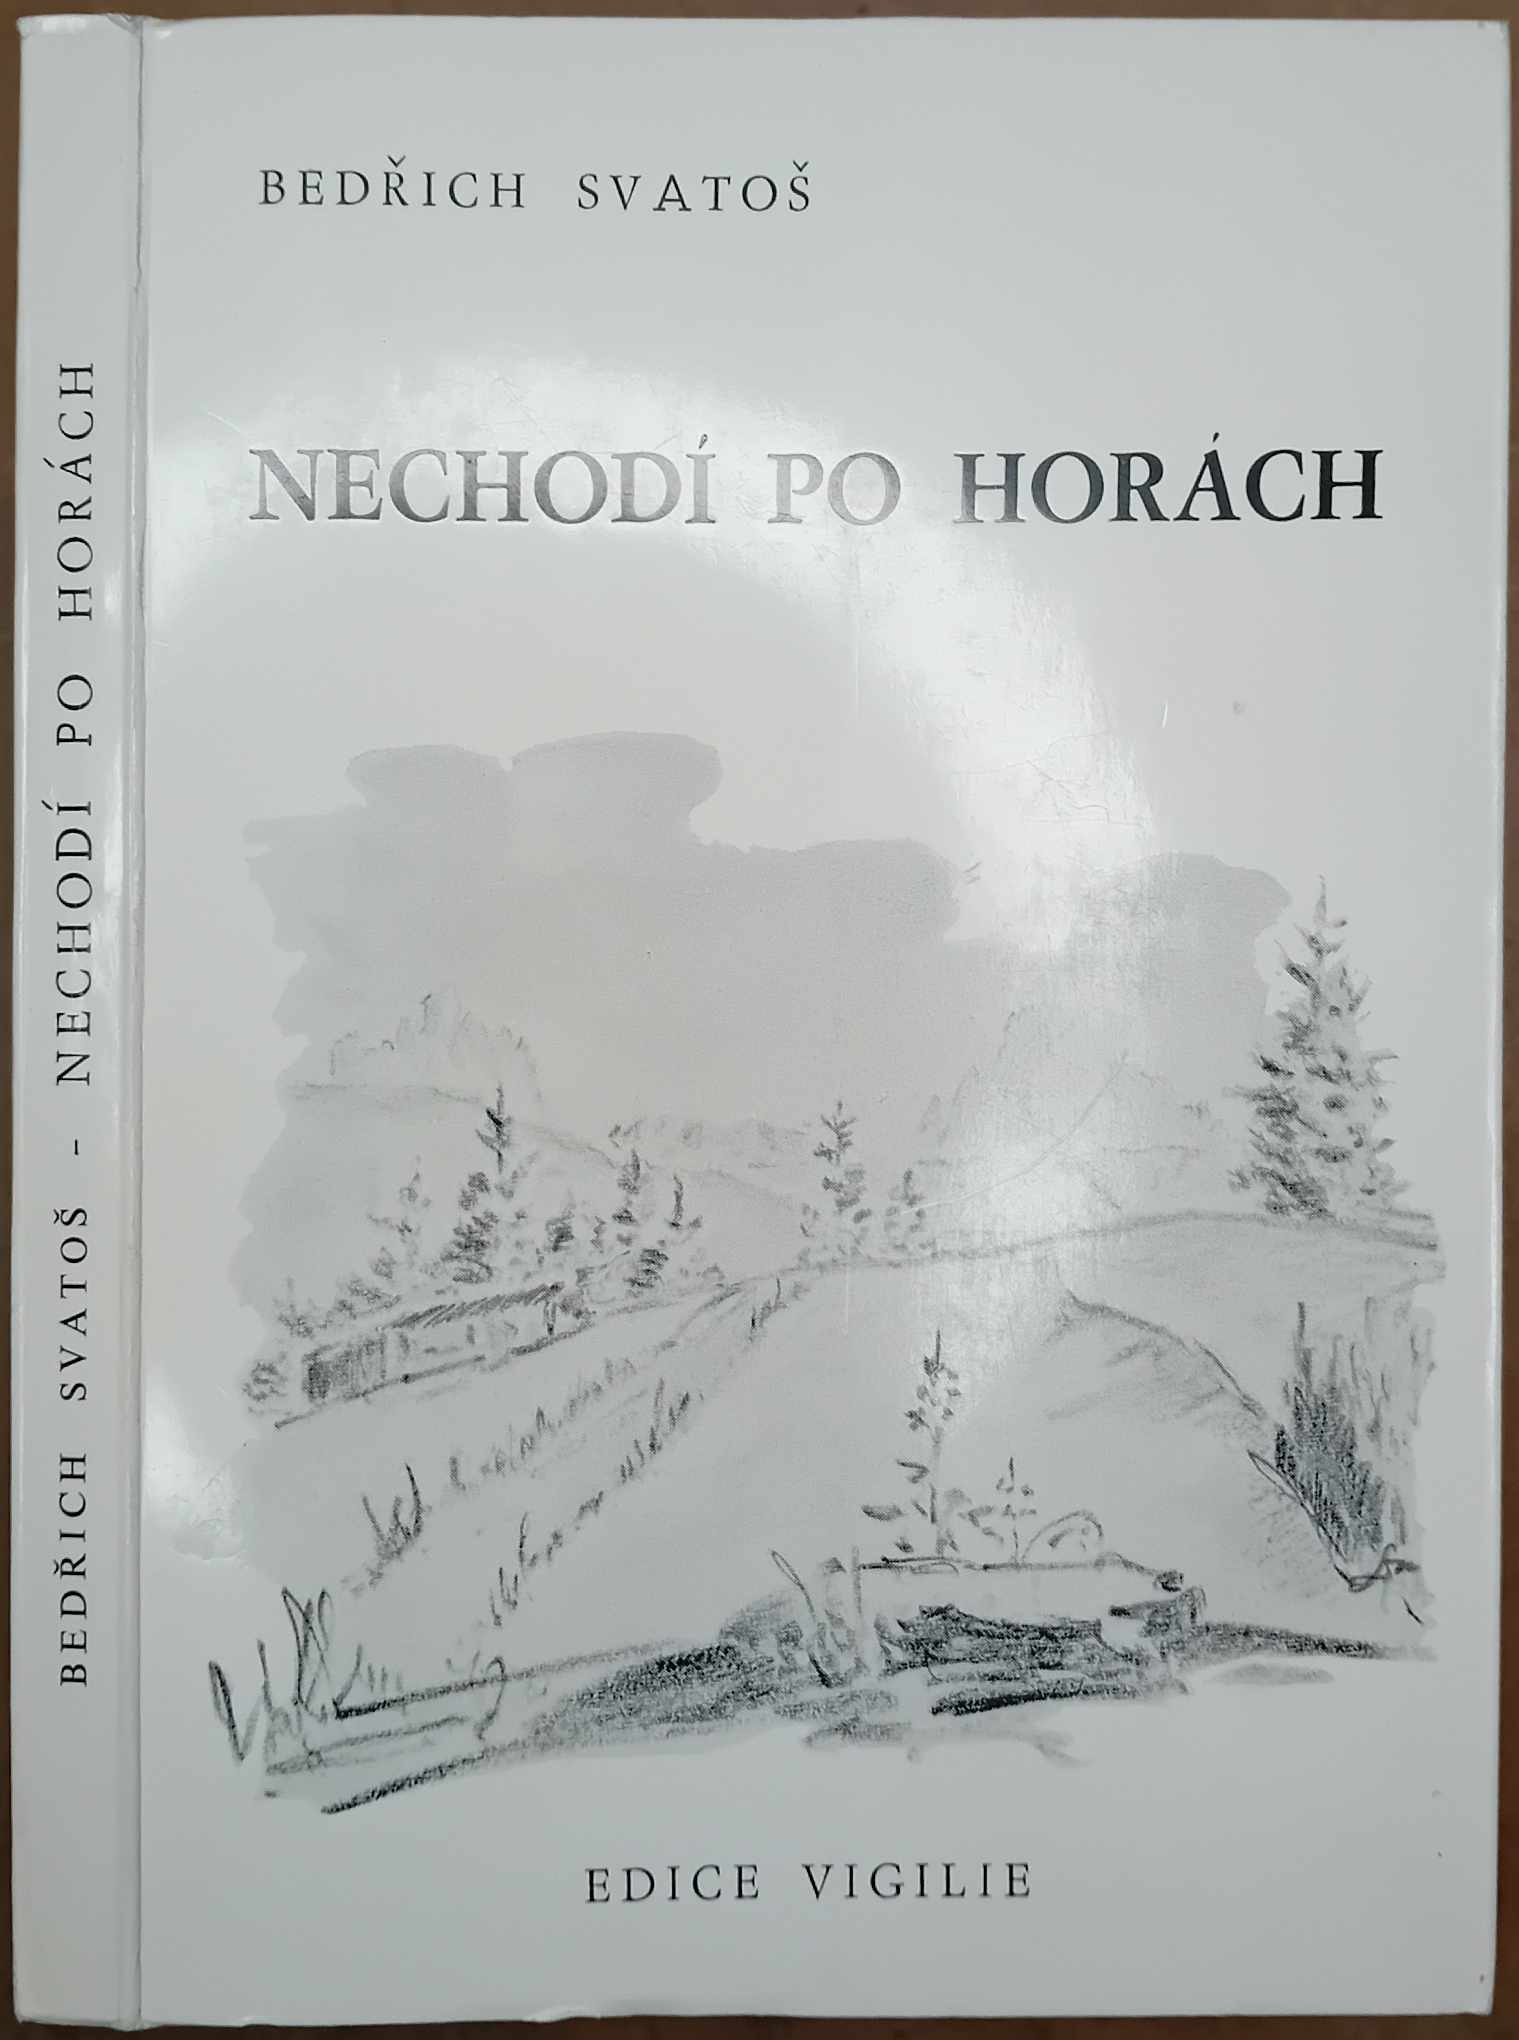 BEDŘICH SVATOŠ
NECHODÍ PO HORÁCH
EDICE VIGILIE
BEDŘICH SVATOŠ - NECHODÍ PO HORÁCH